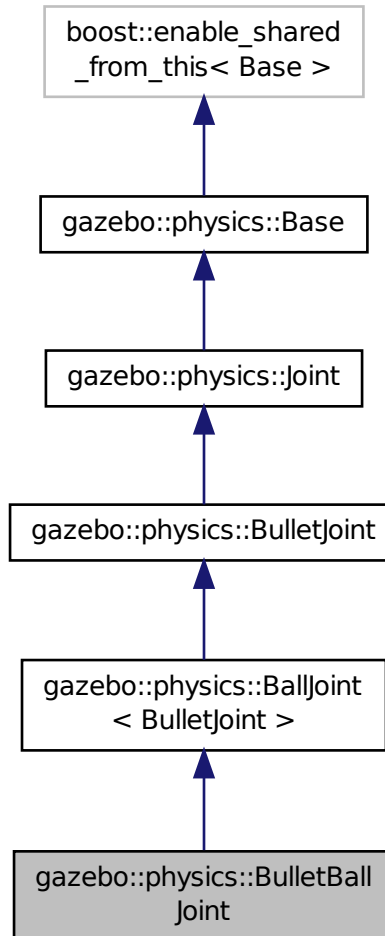 boost::enable_shared
_from_this< Base >
gazebo::physics::Base
gazebo::physics::Joint
gazebo::physics::BulletJoint
gazebo::physics::BallJoint
< BulletJoint >
gazebo::physics::BulletBall
Joint